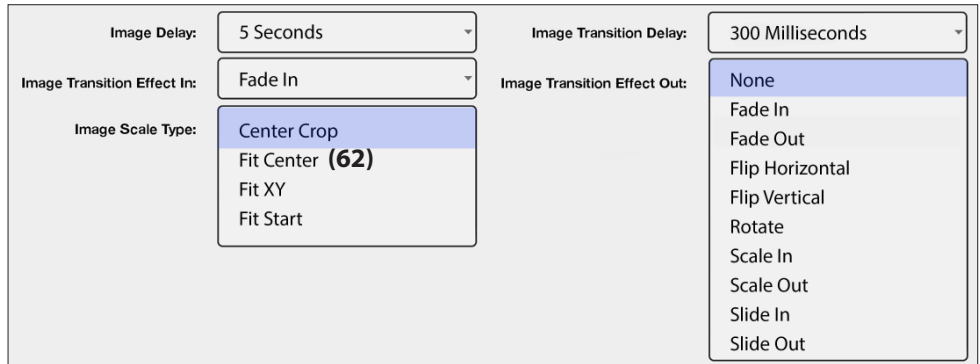 Image Delay: 5 Seconds
Image Transition Delay: 300 Milliseconds
Image Transition Effect In: Fade In
Image Transition Effect Out: None
Fade In
Fade Out
Flip Horizontal
Flip Vertical
Rotate
Scale In
Scale Out
Slide In
Slide Out
Image Scale Type: Center Crop
Fit Center (62)
Fit XY
Fit Start